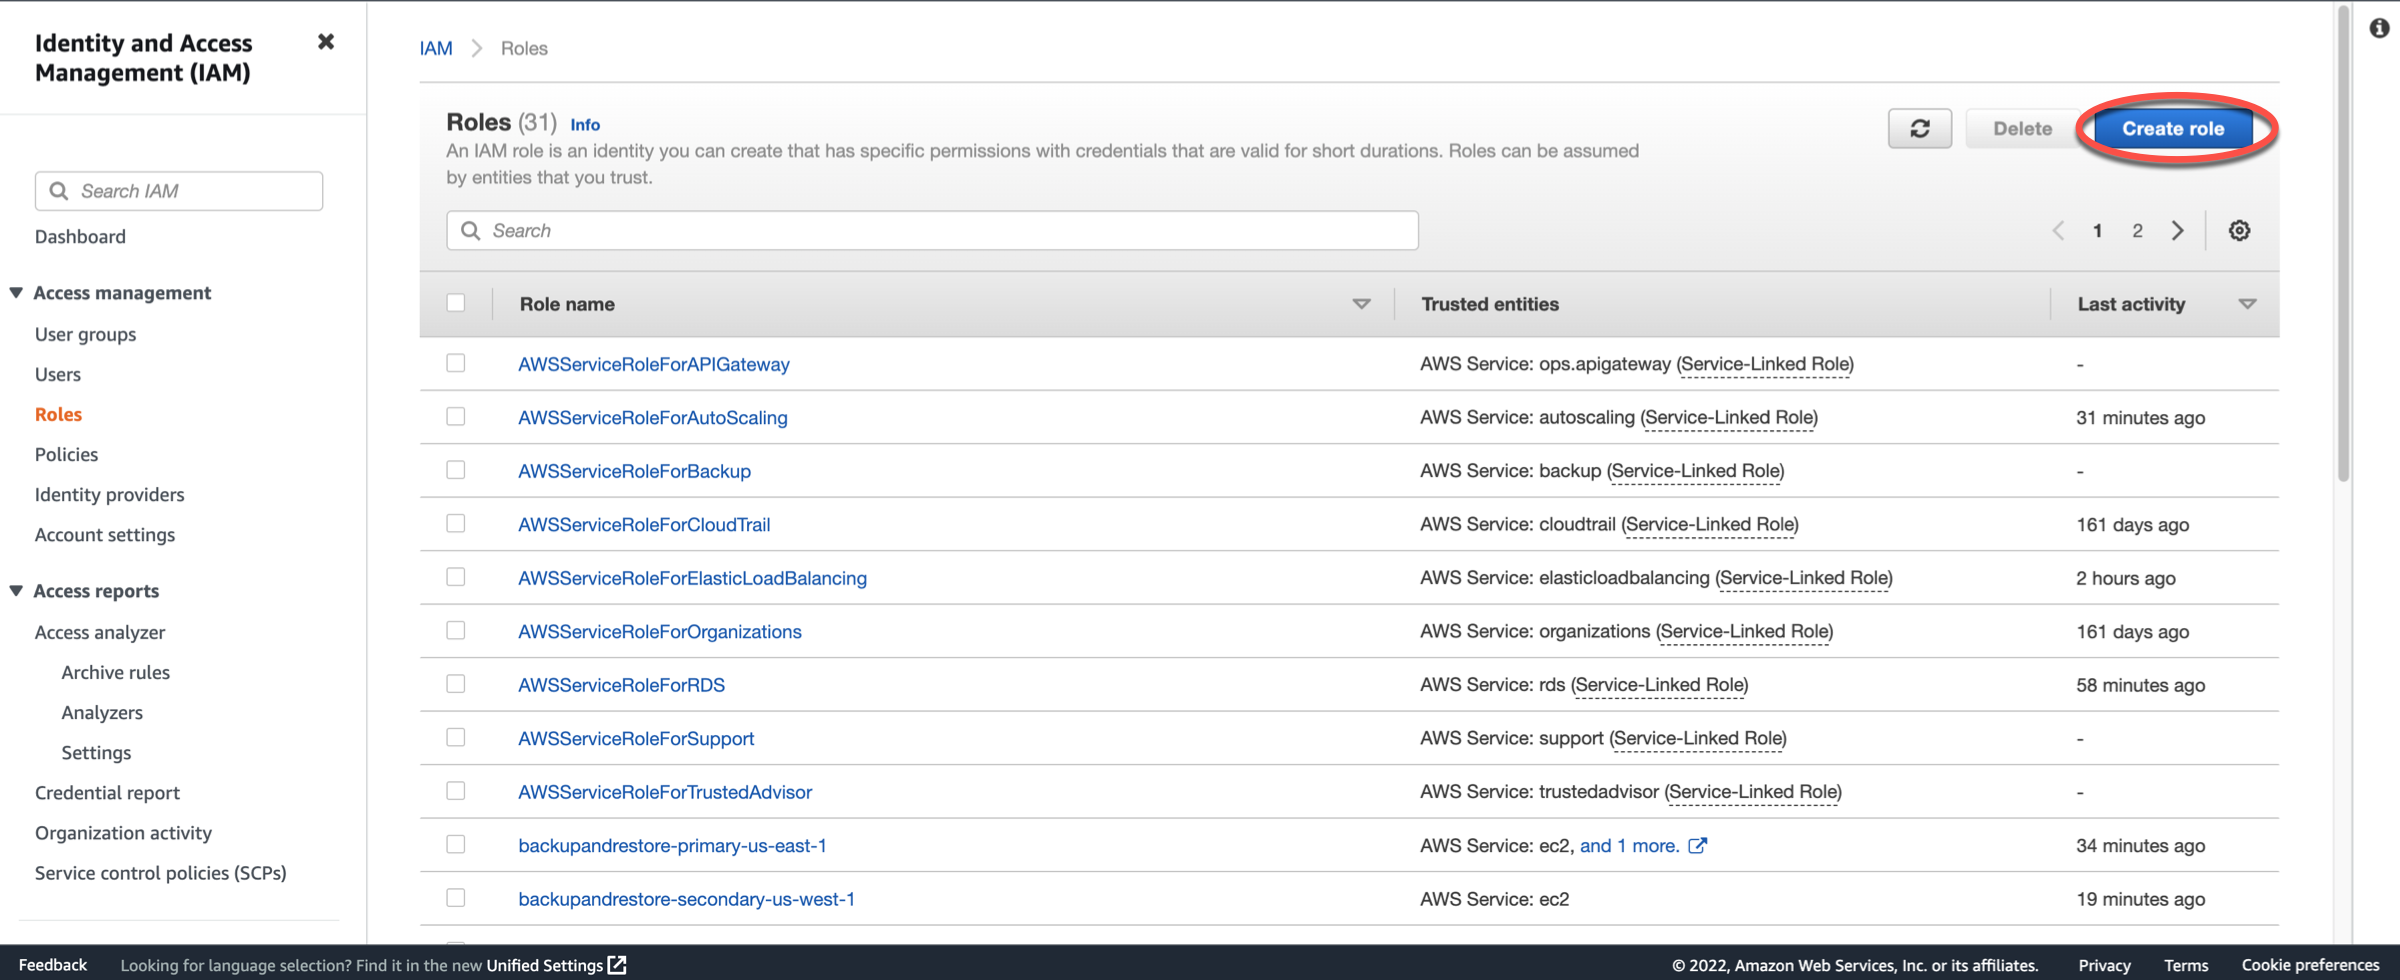 Identity and Access
Management (IAM)
Search IAM
Dashboard
Access management
User groups
Users
Roles
Policies
Identity providers
Account settings
Access reports
Access analyzer
Archive rules
Analyzers
Settings
Credential report
Organization activity
Service control policies (SCPs)
IAM Roles
Roles (31) Info
An IAM role is an identity you can create that has specific permissions with credentials that are valid for short durations. Roles can be assumed
by entities that you trust.
Delete
Create role
Search
1 2
Role name Trusted entities Last activity
AWSServiceRoleForAPIGateway AWS Service: ops.apigateway (Service-Linked Role) -
AWSServiceRoleForAutoScaling AWS Service: autoscaling (Service-Linked Role) 31 minutes ago
AWSServiceRoleForBackup AWS Service: backup (Service-Linked Role) -
AWSServiceRoleForCloudTrail AWS Service: cloudtrail (Service-Linked Role) 161 days ago
AWSServiceRoleForElasticLoadBalancing AWS Service: elasticloadbalancing (Service-Linked Role) 2 hours ago
AWSServiceRoleForOrganizations AWS Service: organizations (Service-Linked Role) 161 days ago
AWSServiceRoleForRDS AWS Service: rds (Service-Linked Role) 58 minutes ago
AWSServiceRoleForSupport AWS Service: support (Service-Linked Role) -
AWSServiceRoleForTrustedAdvisor AWS Service: trustedadvisor (Service-Linked Role) -
backupandrestore-primary-us-east-1 AWS Service: ec2, and 1 more. 34 minutes ago
backupandrestore-secondary-us-west-1 AWS Service: ec2 19 minutes ago
Feedback Looking for language selection? Find it in the new Unified Settings © 2022, Amazon Web Services, Inc. or its affiliates. Privacy Terms Cookie preferences